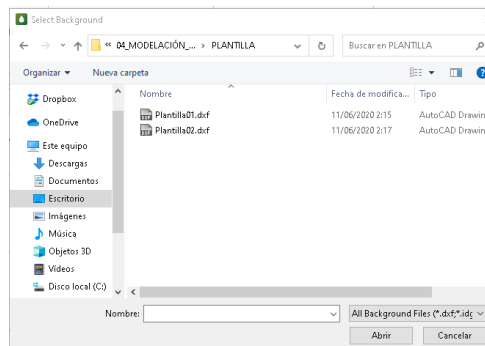 Select Background
« 04_MODELACIÓN_... > PLANTILLA
Buscar en PLANTILLA
Organizar
Nueva carpeta
Nombre
Fecha de modifica...
Tipo
Dropbox
OneDrive
Este equipo
Descargas
Documentos
Escritorio
Imágenes
Música
Objetos 3D
Vídeos
Disco local (C:)
Plantilla01.dxf 11/06/2020 2:15 AutoCAD Drawin
Plantilla02.dxf 11/06/2020 2:17 AutoCAD Drawin
Nombre:
All Background Files (*.dxf;*.idg
Abrir
Cancelar